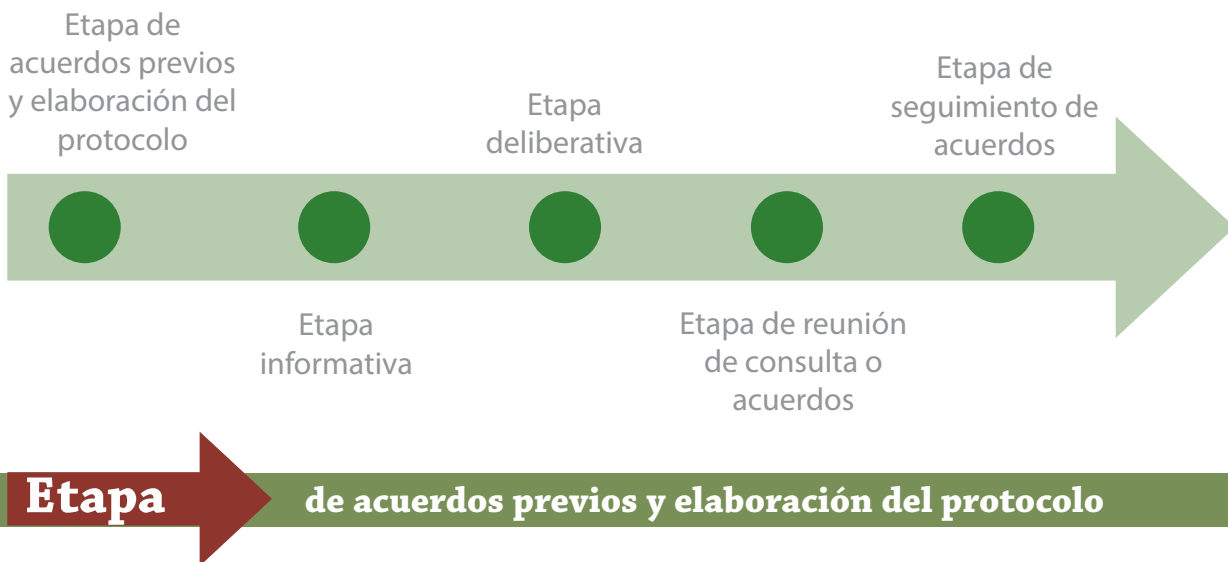 Etapa de
acuerdos previos
y elaboración del
protocolo
Etapa
informativa
Etapa
deliberativa
Etapa de reunión
de consulta o
acuerdos
Etapa de
seguimiento de
acuerdos
Etapa
de acuerdos previos y elaboración del protocolo